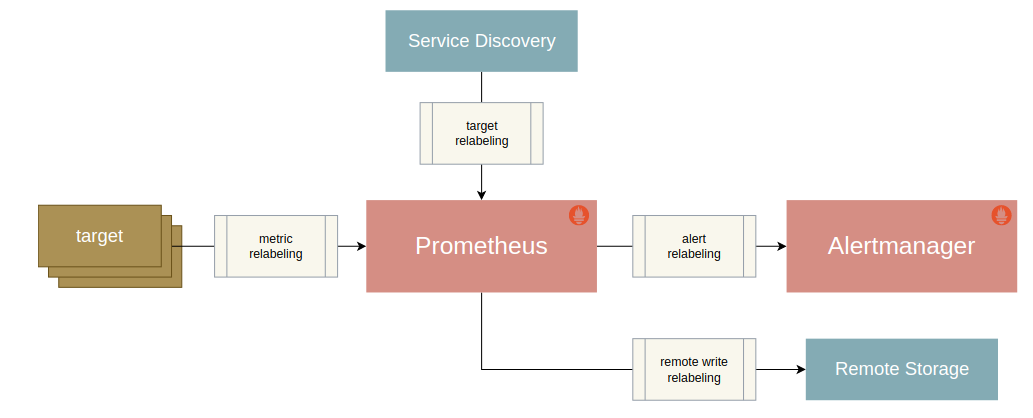 Service Discovery
target
relabeling
target
metric
relabeling
Prometheus
alert
relabeling
Alertmanager
remote write
relabeling
Remote Storage